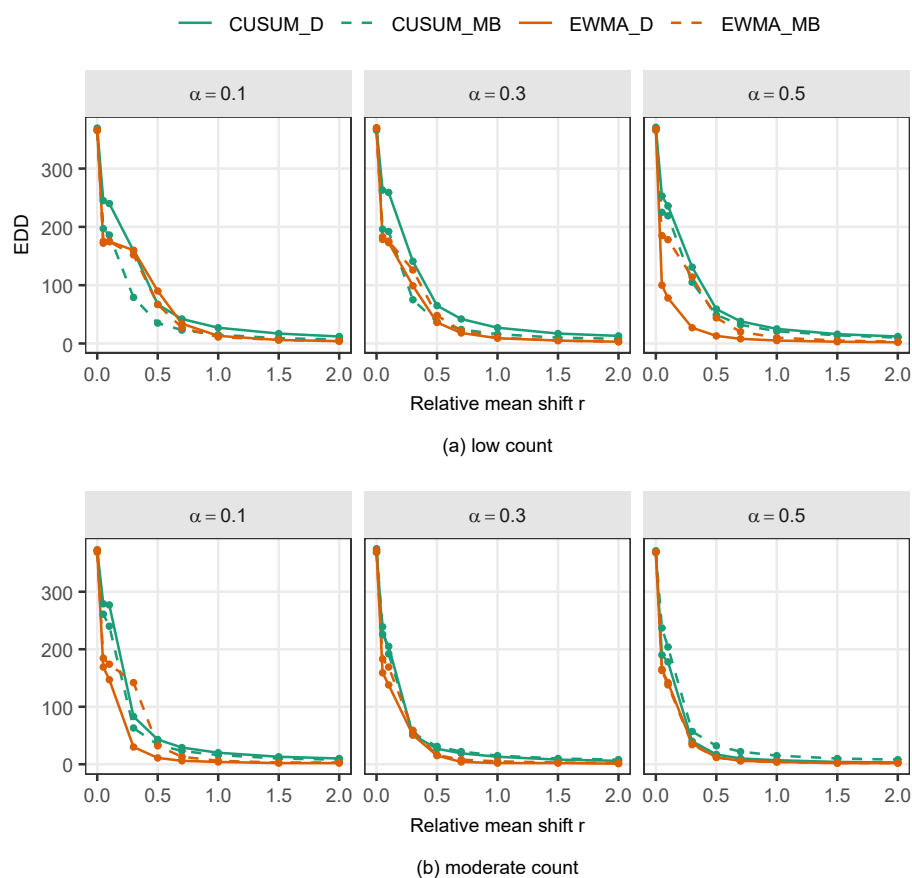 CUSUM_D CUSUM_MB EWMA_D EWMA_MB
α = 0.1 α = 0.3 α = 0.5
300
200
100
0
EDD
0.0 0.5 1.0 1.5 2.0 0.0 0.5 1.0 1.5 2.0 0.0 0.5 1.0 1.5 2.0
Relative mean shift r
(a) low count
α = 0.1 α = 0.3 α = 0.5
300
200
100
0
EDD
0.0 0.5 1.0 1.5 2.0 0.0 0.5 1.0 1.5 2.0 0.0 0.5 1.0 1.5 2.0
Relative mean shift r
(b) moderate count